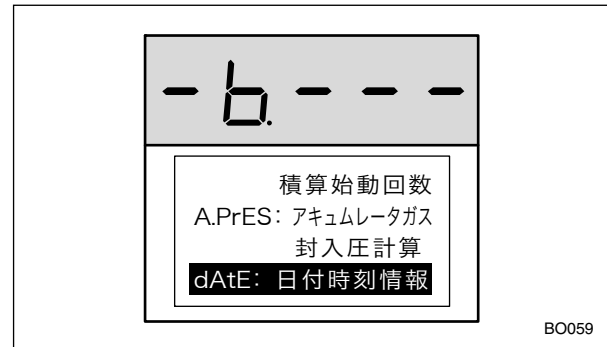 -b.---
積算始動回数
A.PrES: アキュムレータガス
封入圧計算
dAtE: 日付時刻情報
BO059